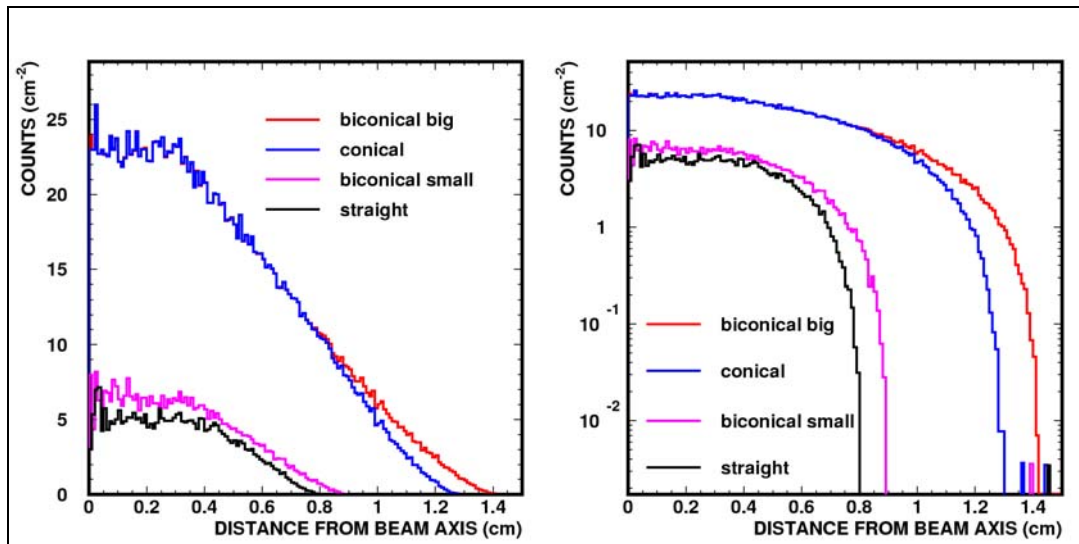 COUNTS (cm-2)
25
20
15
10
5
0
biconical big
conical
biconical small
straight
0 0.2 0.4 0.6 0.8 1 1.2 1.4
DISTANCE FROM BEAM AXIS (cm)
COUNTS (cm-2)
10
1
10-1
10-2
biconical big
conical
biconical small
straight
0 0.2 0.4 0.6 0.8 1 1.2 1.4
DISTANCE FROM BEAM AXIS (cm)